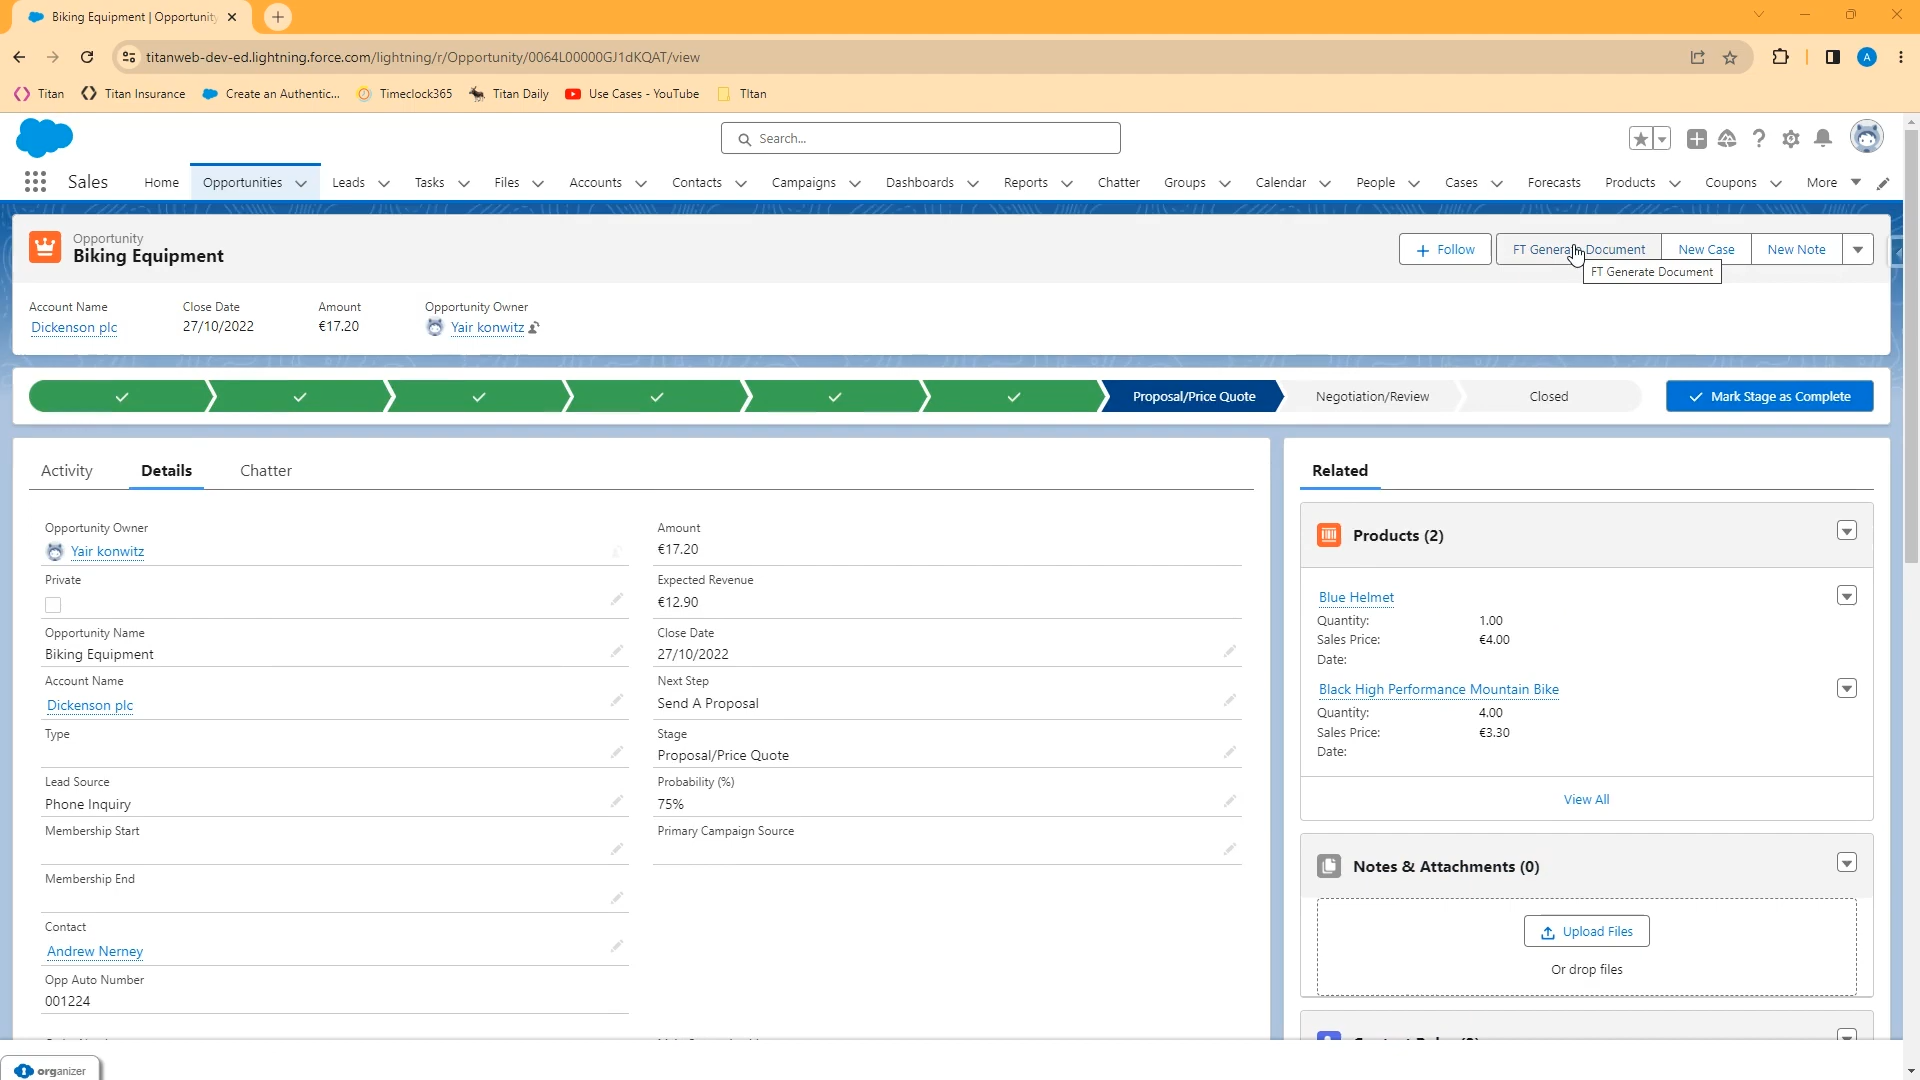 Biking Equipment | Opportunity
titanweb-dev-ed.lightning.force.com/lightning/r/Opportunity/0064L00000GJ1dKQAT/view
A
Titan
Titan Insurance
Create an Authentic...
Timeclock365
Titan Daily
Use Cases - YouTube
TItan
Search...
Sales
Home
Opportunities
Leads
Tasks
Files
Accounts
Contacts
Campaigns
Dashboards
Reports
Chatter
Groups
Calendar
People
Cases
Forecasts
Products
Coupons
More
Opportunity
Biking Equipment
Follow
FT Generate Document
New Case
New Note
FT Generate Document
Account Name
Close Date
Amount
Opportunity Owner
Dickenson plc
27/10/2022
€17.20
Yair konwitz
Proposal/Price Quote
Negotiation/Review
Closed
Mark Stage as Complete
Activity
Details
Chatter
Opportunity Owner
Yair konwitz
Amount
€17.20
Private
Expected Revenue
€12.90
Opportunity Name
Biking Equipment
Close Date
27/10/2022
Account Name
Dickenson plc
Next Step
Send A Proposal
Type
Stage
Proposal/Price Quote
Lead Source
Phone Inquiry
Probability (%)
75%
Membership Start
Primary Campaign Source
Membership End
Contact
Andrew Nerney
Opp Auto Number
001224
Related
Products (2)
Blue Helmet
Quantity: 1.00
Sales Price: €4.00
Date:
Black High Performance Mountain Bike
Quantity: 4.00
Sales Price: €3.30
Date:
View All
Notes & Attachments (0)
Upload Files
Or drop files
organizer